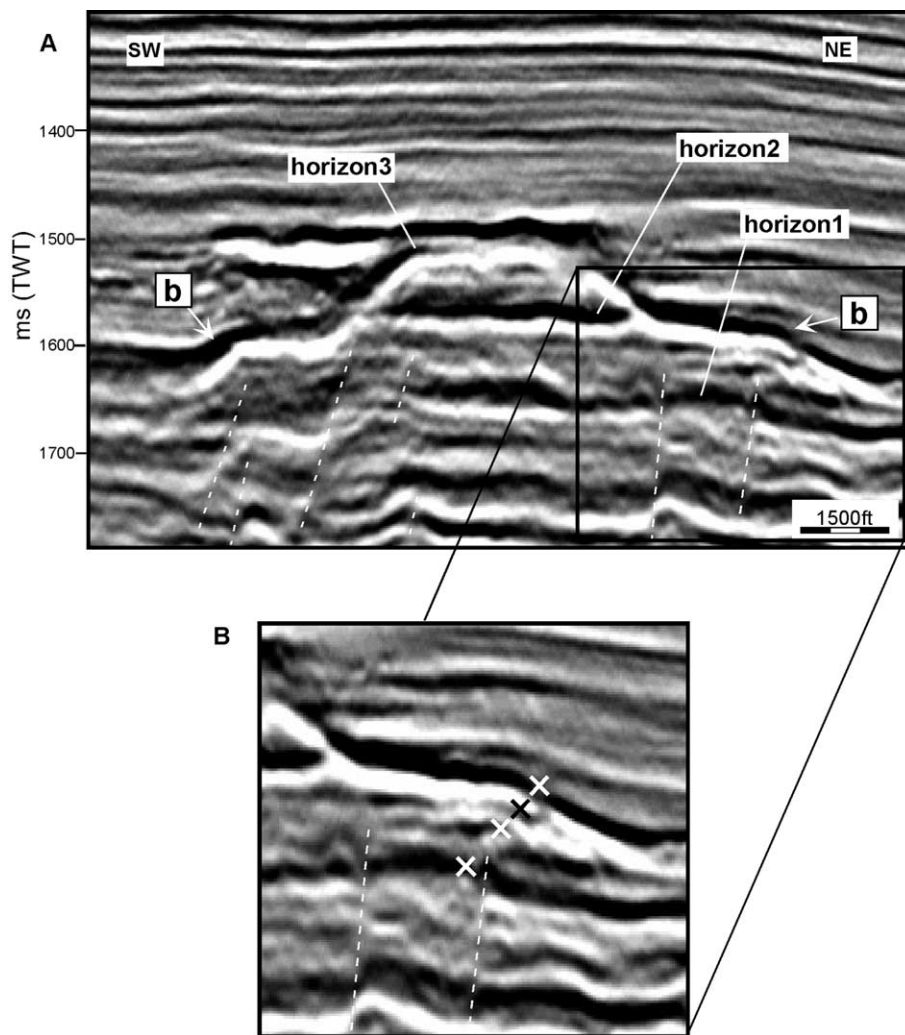 A
SW
NE
1400
horizon2
horizon3
horizon1
1500
ms (TWT)
b
b
1600
1700
1500ft
B